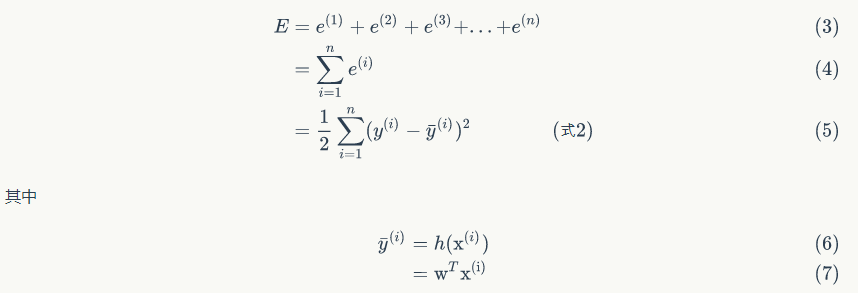 E = e^{(1)} + e^{(2)} + e^{(3)} + ... + e^{(n)} (3)
= \sum_{i=1}^{n} e^{(i)} (4)
= \frac{1}{2} \sum_{i=1}^{n} (y^{(i)} - \bar{y}^{(i)})^2 (式2) (5)
其中
\bar{y}^{(i)} = h(x^{(i)}) (6)
= w^T x^{(i)} (7)